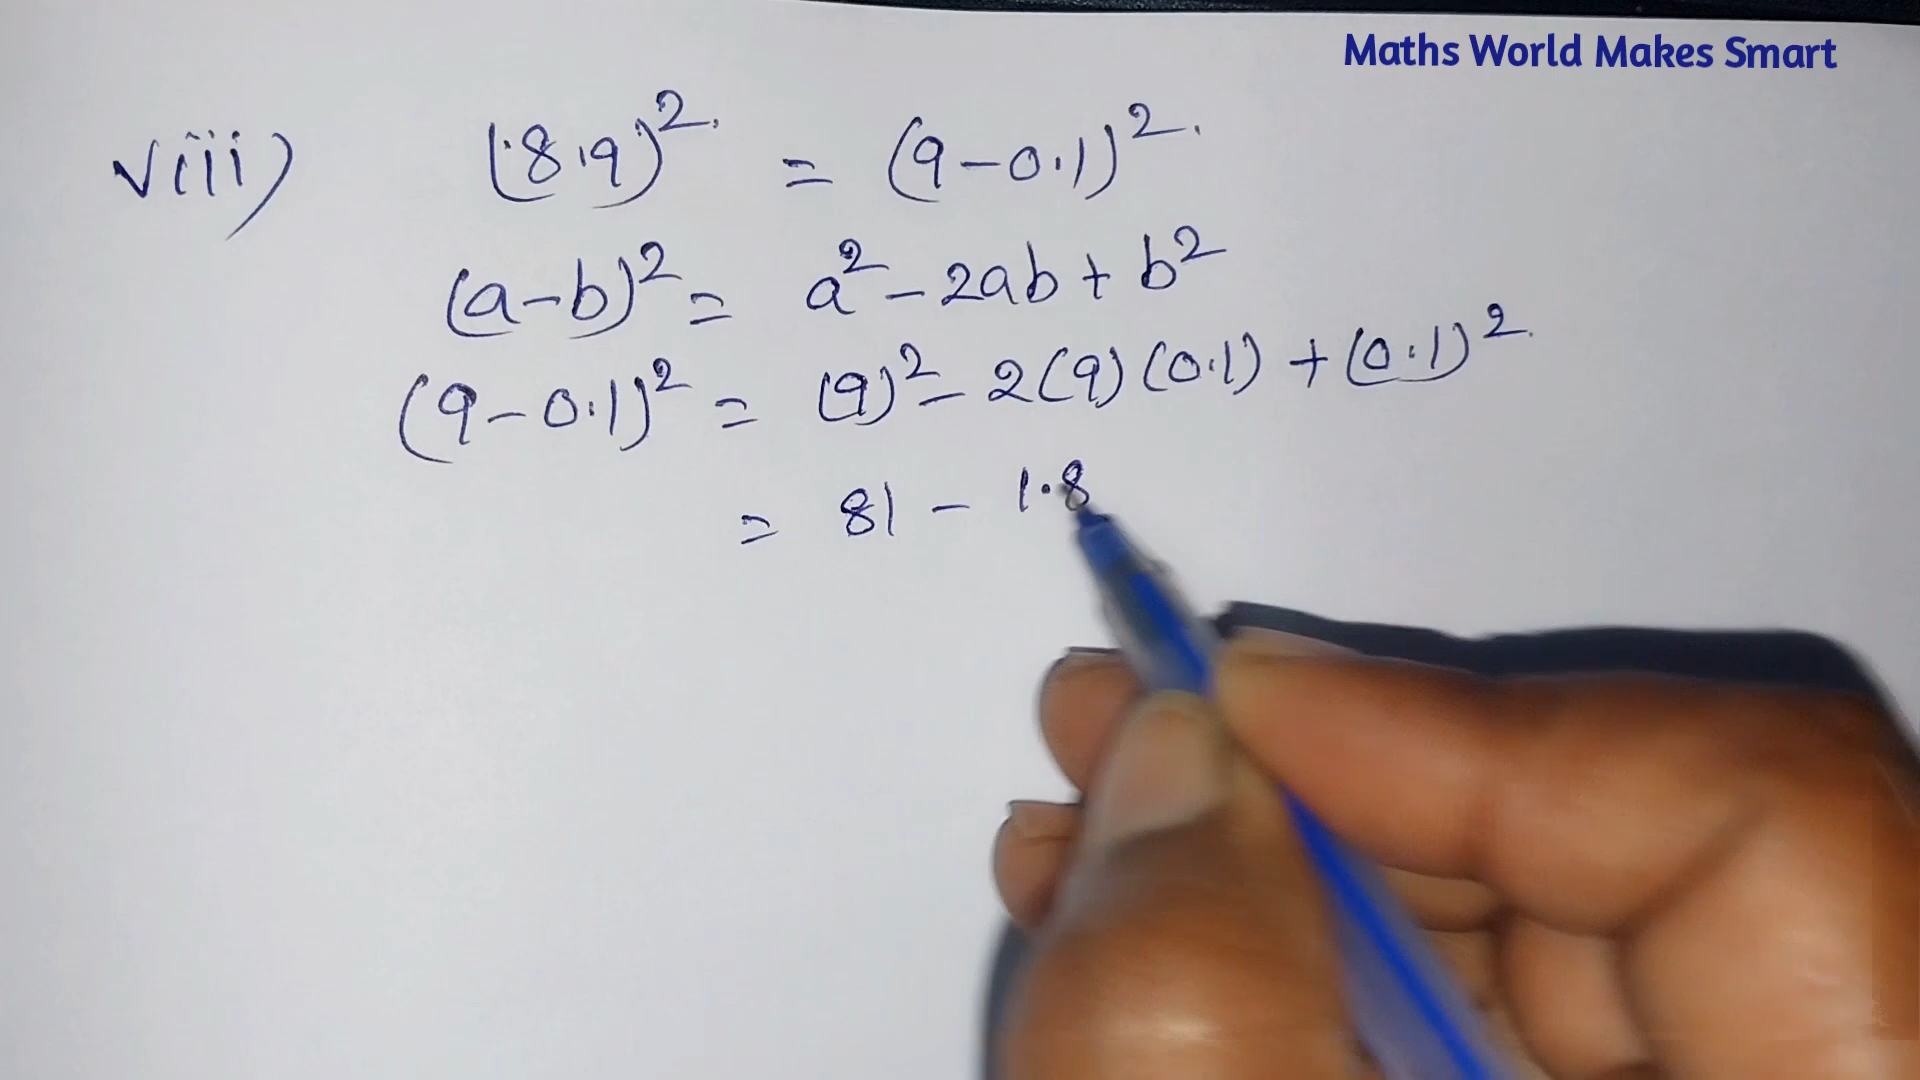 Maths World Makes Smart
viii) (8.9)² = (9-0.1)²
(a-b)² = a² - 2ab + b²
(9-0.1)² = (9)² - 2(9)(0.1) + (0.1)²
= 81 - 1.8